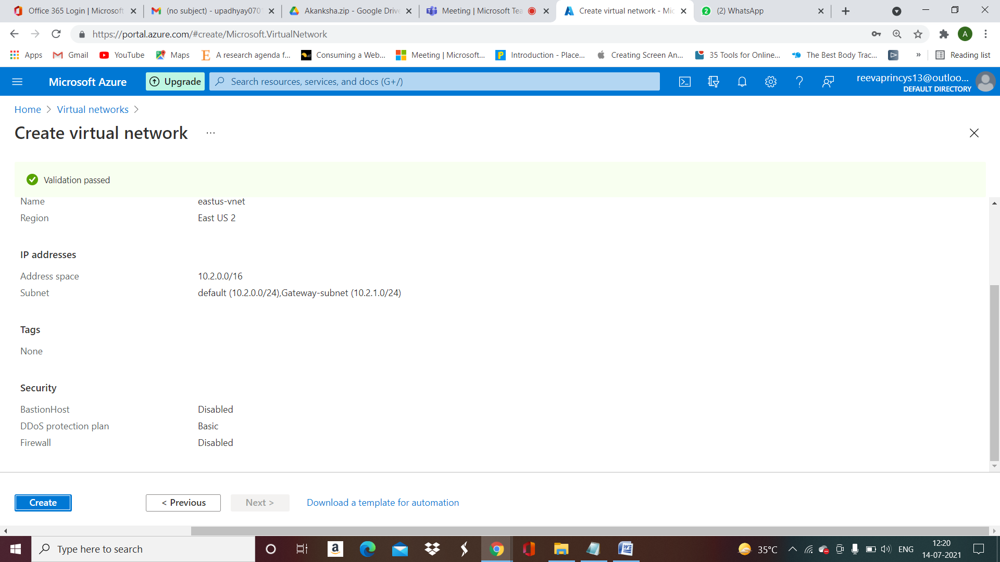 Office 365 Login | Microsoft
(no subject) - upadhyay070
Akanksha.zip - Google Drive
Meeting | Microsoft Tea
Create virtual network - Mic
2
(2) WhatsApp
https://portal.azure.com/#create/Microsoft.VirtualNetwork
A
Apps
Gmail
YouTube
Maps
A research agenda f...
Consuming a Web...
Meeting | Microsoft...
Introduction - Place...
Creating Screen An...
35 Tools for Online...
The Best Body Trac...
»
Reading list
Microsoft Azure
Upgrade
Search resources, services, and docs (G+/)
reevaprincys13@outloo...
DEFAULT DIRECTORY
Home > Virtual networks >
Create virtual network ...
Validation passed
Name eastus-vnet
Region East US 2
IP addresses
Address space 10.2.0.0/16
Subnet default (10.2.0.0/24),Gateway-subnet (10.2.1.0/24)
Tags
None
Security
BastionHost Disabled
DDoS protection plan Basic
Firewall Disabled
Create
< Previous
Next >
Download a template for automation
Type here to search
35°C
ENG
12:20
14-07-2021